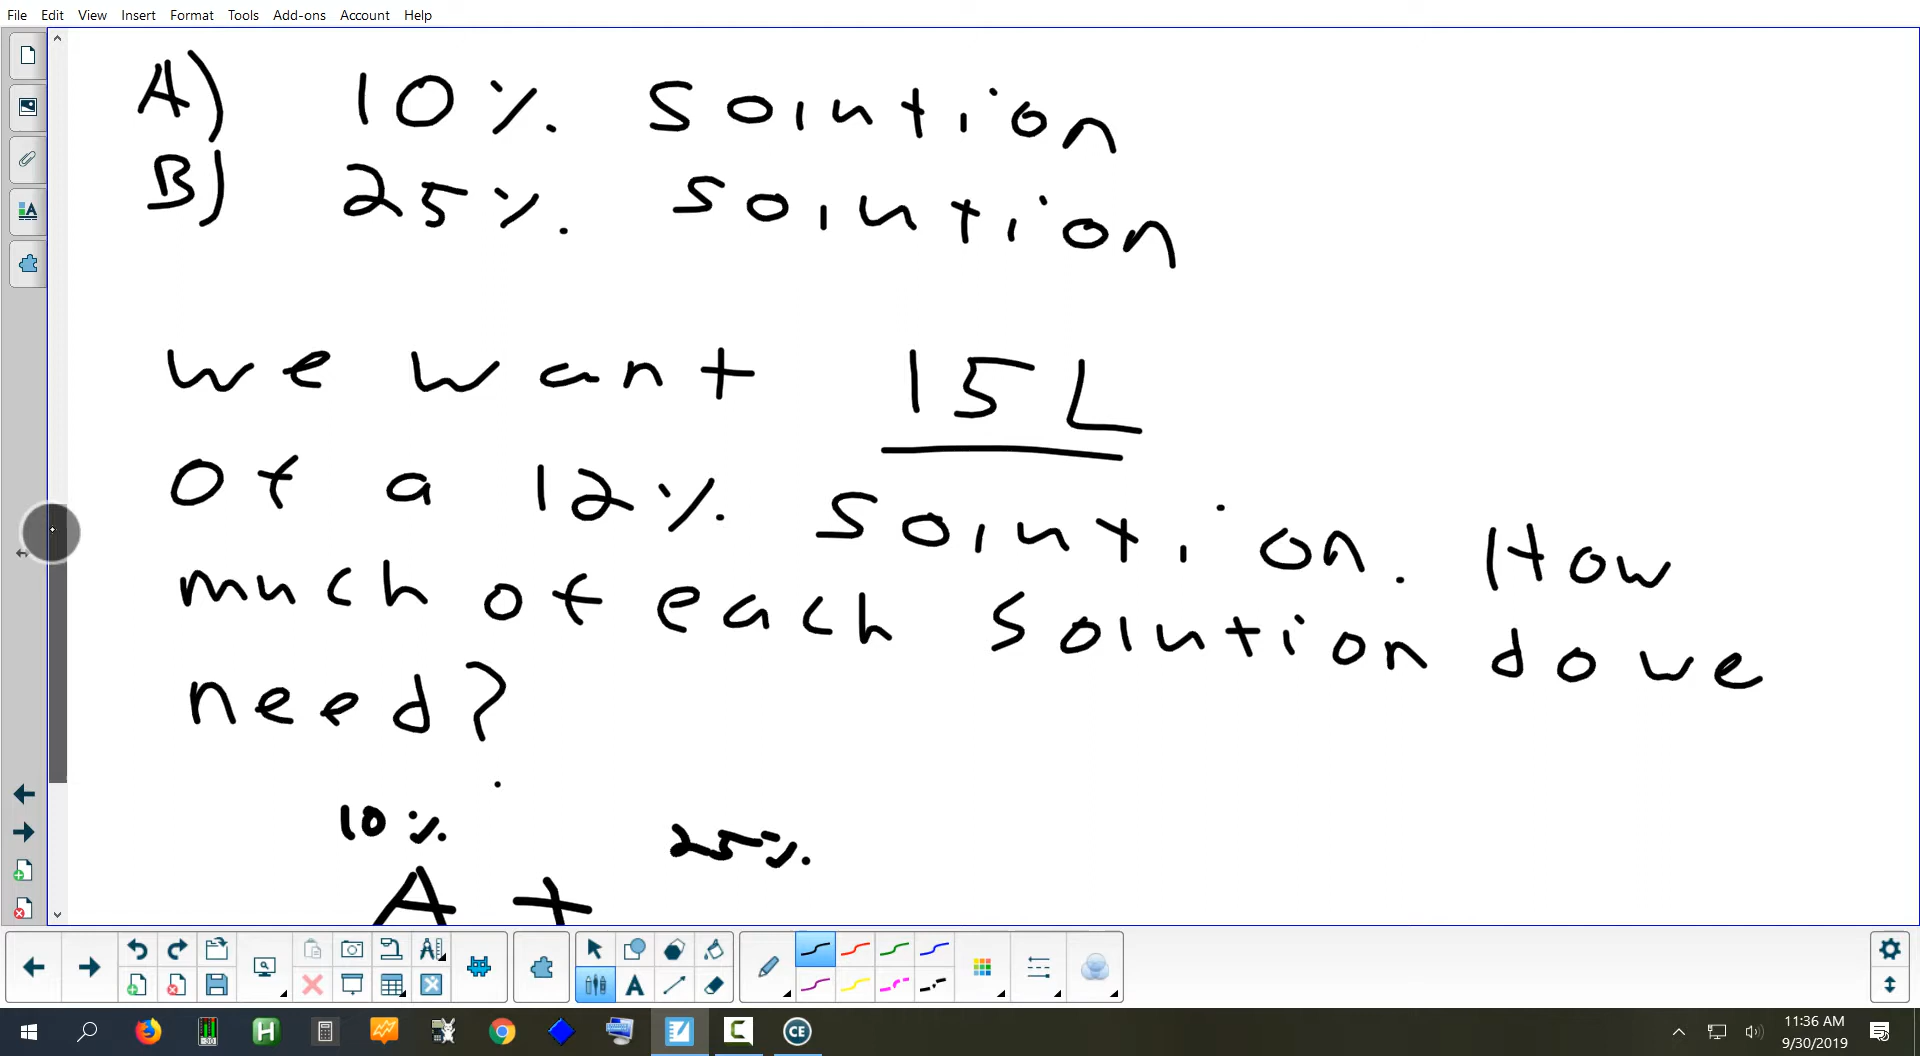 File Edit View Insert Format Tools Add-ons Account Help
A) 10% solution
B) 25% solution
we want 15L
of a 12% solution. How
much of each solution do we
need?
10% 25%
A +
11:36 AM
9/30/2019